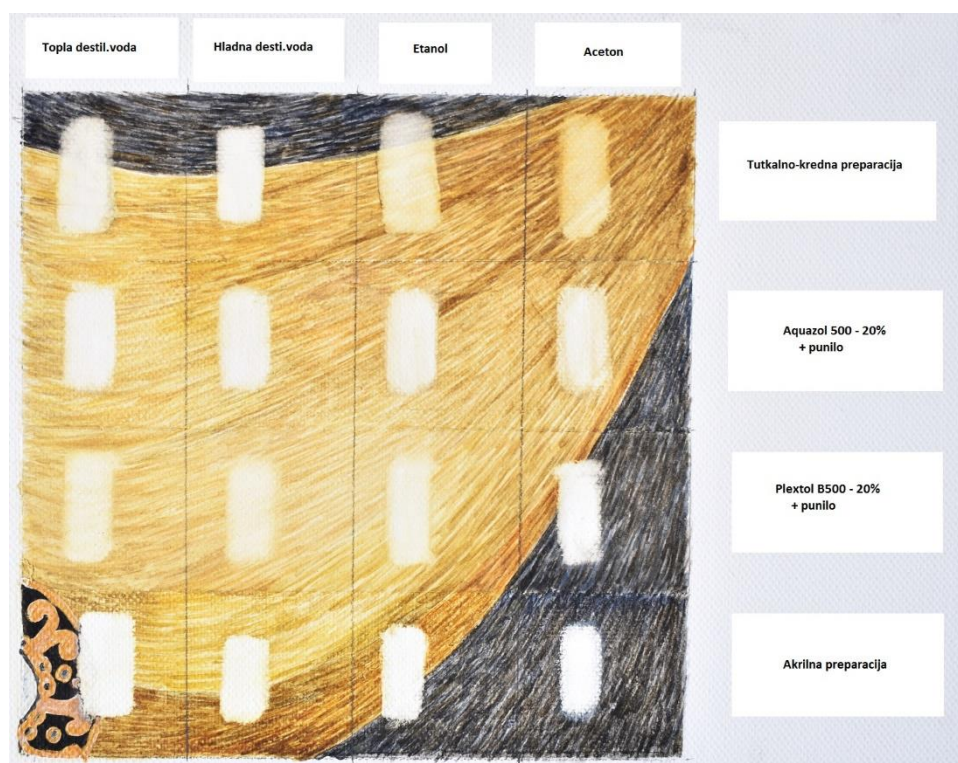 Topla destil.voda
Hladna desti.voda
Etanol
Aceton
Tutkalno-kredna preparacija
Aquazol 500 - 20%
+ punilo
Plextol B500 - 20%
+ punilo
Akrilna preparacija